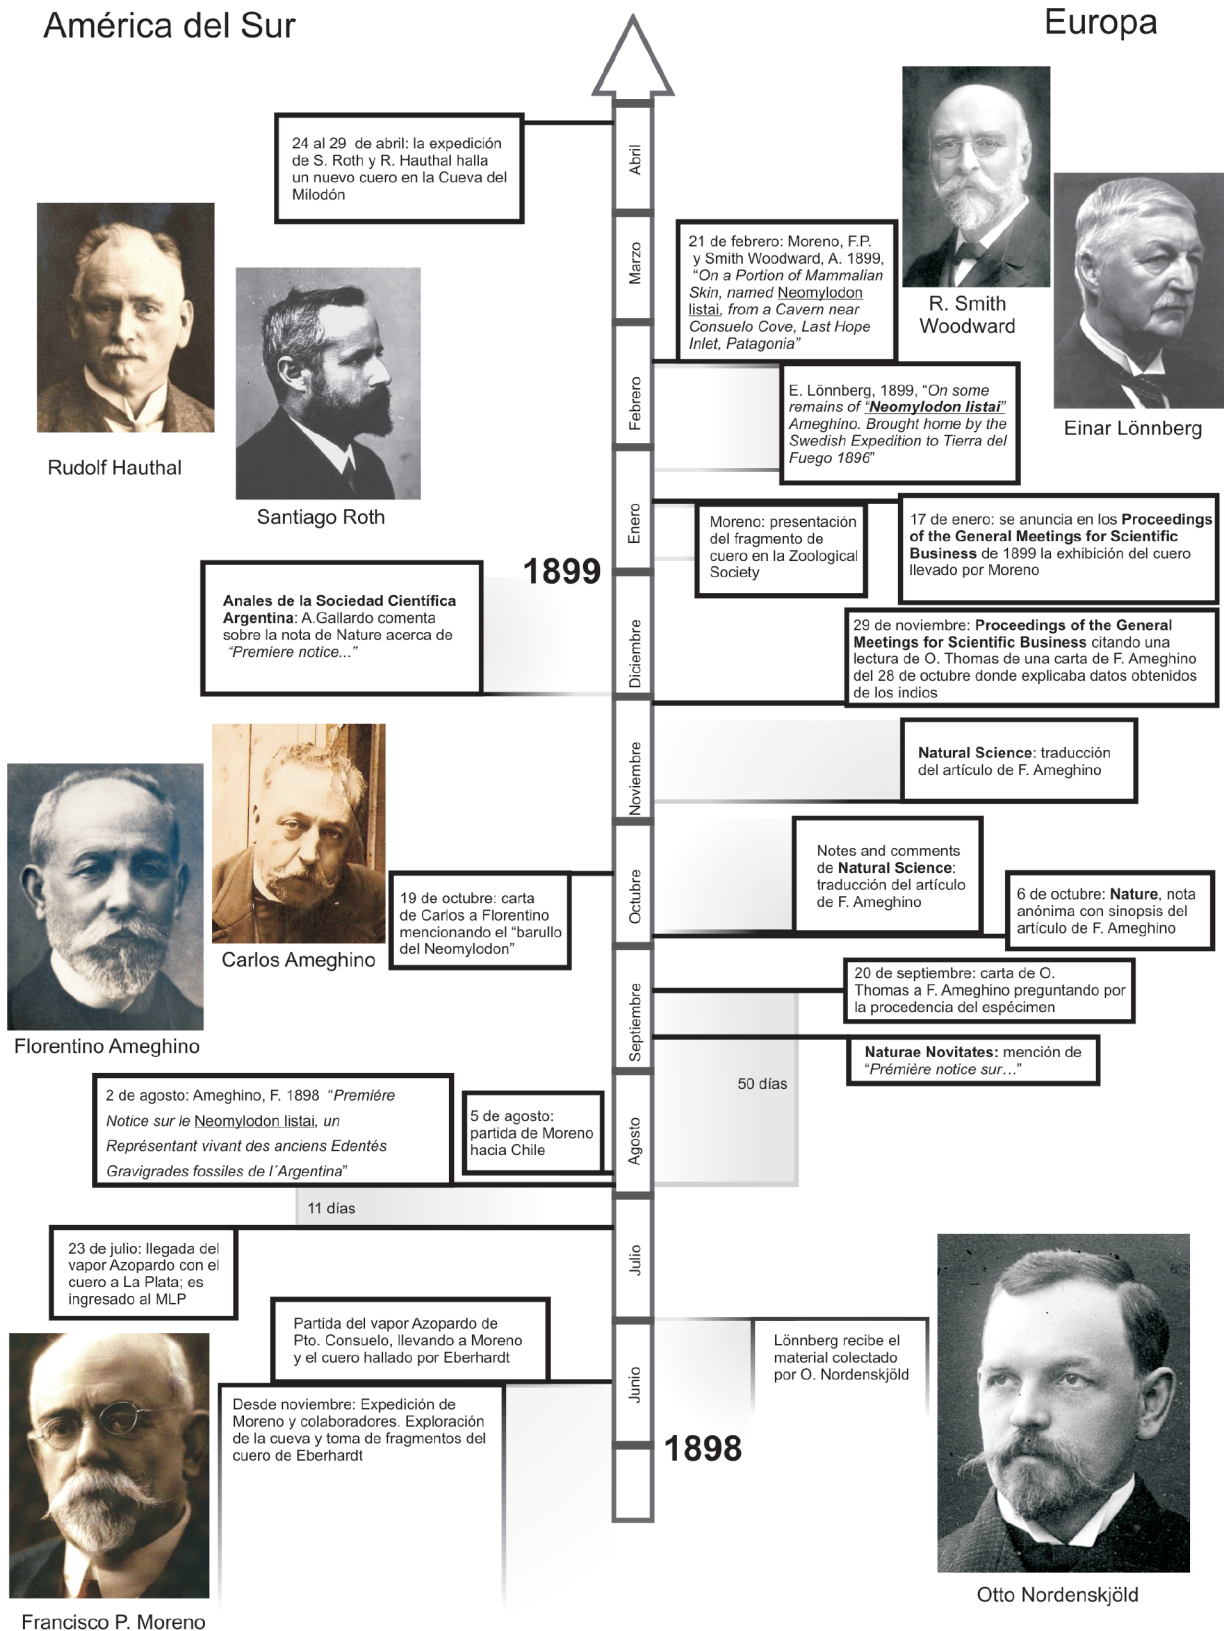 América del Sur
Europa
Abril
Marzo
Febrero
Enero
1899
Diciembre
Noviembre
Octubre
Septiembre
Agosto
Julio
Junio
1898
24 al 29 de abril: la expedición
de S. Roth y R. Hauthal halla
un nuevo cuero en la Cueva del
Milodón
Rudolf Hauthal
Santiago Roth
Anales de la Sociedad Científica
Argentina: A.Gallardo comenta
sobre la nota de Nature acerca de
“Premiere notice...”
Carlos Ameghino
Florentino Ameghino
19 de octubre: carta
de Carlos a Florentino
mencionando el “barullo
del Neomylodon”
2 de agosto: Ameghino, F. 1898 “Premiére
Notice sur le Neomylodon listai, un
Représentant vivant des anciens Edentés
Gravigrades fossiles de l´Argentina”
5 de agosto:
partida de Moreno
hacia Chile
11 días
23 de julio: llegada del
vapor Azopardo con el
cuero a La Plata; es
ingresado al MLP
Partida del vapor Azopardo de
Pto. Consuelo, llevando a Moreno
y el cuero hallado por Eberhardt
Desde noviembre: Expedición de
Moreno y colaboradores. Exploración
de la cueva y toma de fragmentos del
cuero de Eberhardt
Francisco P. Moreno
R. Smith
Woodward
Einar Lönnberg
21 de febrero: Moreno, F.P.
y Smith Woodward, A. 1899,
“On a Portion of Mammalian
Skin, named Neomylodon
listai, from a Cavern near
Consuelo Cove, Last Hope
Inlet, Patagonia”
E. Lönnberg, 1899, “On some
remains of “Neomylodon listai”
Ameghino. Brought home by the
Swedish Expedition to Tierra del
Fuego 1896”
Moreno: presentación
del fragmento de
cuero en la Zoological
Society
17 de enero: se anuncia en los Proceedings
of the General Meetings for Scientific
Business de 1899 la exhibición del cuero
llevado por Moreno
29 de noviembre: Proceedings of the General
Meetings for Scientific Business citando una
lectura de O. Thomas de una carta de F. Ameghino
del 28 de octubre donde explicaba datos obtenidos
de los indios
Natural Science: traducción
del artículo de F. Ameghino
Notes and comments
de Natural Science:
traducción del artículo
de F. Ameghino
6 de octubre: Nature, nota
anónima con sinopsis del
artículo de F. Ameghino
20 de septiembre: carta de O.
Thomas a F. Ameghino preguntando por
la procedencia del espécimen
Naturae Novitates: mención de
“Prémière notice sur...”
50 días
Lönnberg recibe el
material colectado
por O. Nordenskjöld
Otto Nordenskjöld